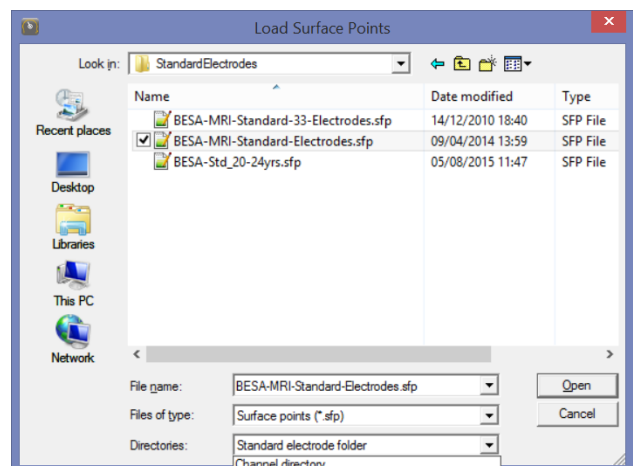 Load Surface Points
Look in: StandardElectrodes
Name Date modified Type
BESA-MRI-Standard-33-Electrodes.sfp 14/12/2010 18:40 SFP File
BESA-MRI-Standard-Electrodes.sfp 09/04/2014 13:59 SFP File
BESA-Std_20-24yrs.sfp 05/08/2015 11:47 SFP File
Recent places
Desktop
Libraries
This PC
Network
File name: BESA-MRI-Standard-Electrodes.sfp Open
Files of type: Surface points (*.sfp) Cancel
Directories: Standard electrode folder
Channel directory